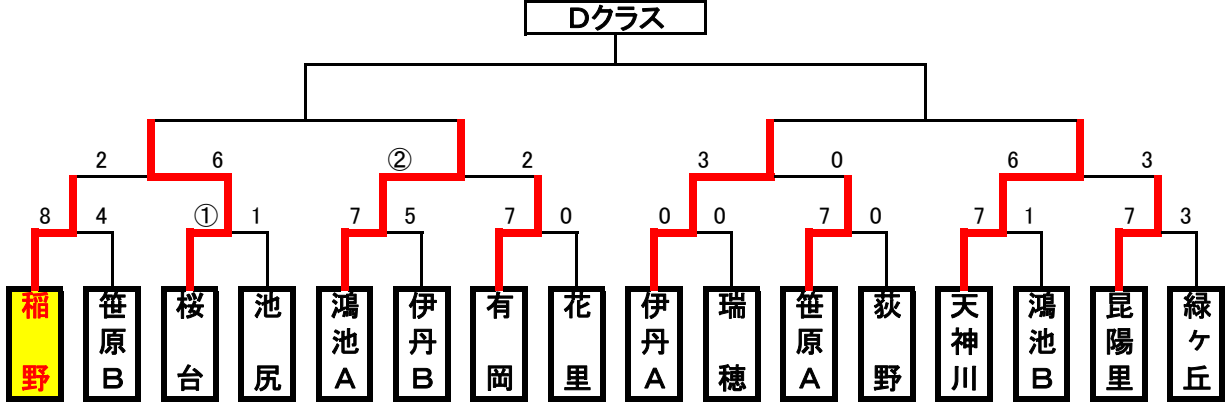 Dクラス
2 6 ② 2 3 0 6 3
8 4 ① 1 7 5 7 0 0 0 7 0 7 1 7 3
稲野
笹原B
桜台
池尻
鴻池A
伊丹B
有岡
花里
伊丹A
瑞穂
笹原A
荻野
天神川
鴻池B
昆陽里
緑ヶ丘